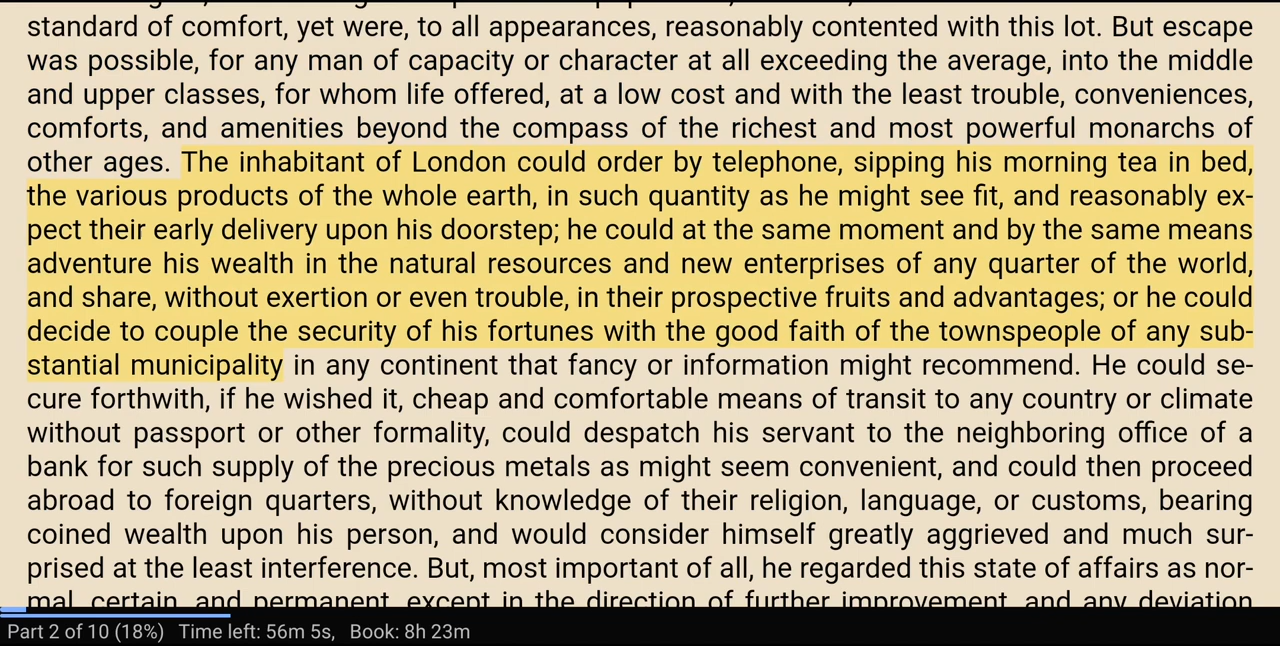 standard of comfort, yet were, to all appearances, reasonably contented with this lot. But escape
was possible, for any man of capacity or character at all exceeding the average, into the middle
and upper classes, for whom life offered, at a low cost and with the least trouble, conveniences,
comforts, and amenities beyond the compass of the richest and most powerful monarchs of
other ages. The inhabitant of London could order by telephone, sipping his morning tea in bed,
the various products of the whole earth, in such quantity as he might see fit, and reasonably ex-
pect their early delivery upon his doorstep; he could at the same moment and by the same means
adventure his wealth in the natural resources and new enterprises of any quarter of the world,
and share, without exertion or even trouble, in their prospective fruits and advantages; or he could
decide to couple the security of his fortunes with the good faith of the townspeople of any sub-
stantial municipality in any continent that fancy or information might recommend. He could se-
cure forthwith, if he wished it, cheap and comfortable means of transit to any country or climate
without passport or other formality, could despatch his servant to the neighboring office of a
bank for such supply of the precious metals as might seem convenient, and could then proceed
abroad to foreign quarters, without knowledge of their religion, language, or customs, bearing
coined wealth upon his person, and would consider himself greatly aggrieved and much sur-
prised at the least interference. But, most important of all, he regarded this state of affairs as nor-
mal, certain, and permanent, except in the direction of further improvement, and any deviation
Part 2 of 10 (18%) Time left: 56m 5s, Book: 8h 23m